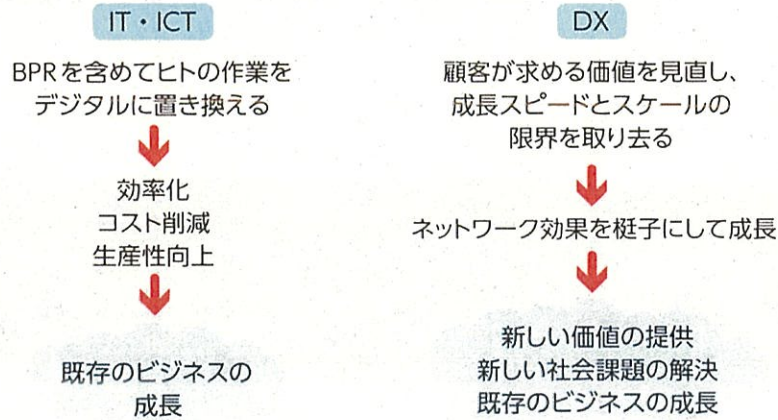 IT・ICT
BPRを含めてヒトの作業を
デジタルに置き換える
効率化
コスト削減
生産性向上
既存のビジネスの
成長
DX
顧客が求める価値を見直し、
成長スピードとスケールの
限界を取り去る
ネットワーク効果を梃子にして成長
新しい価値の提供
新しい社会課題の解決
既存のビジネスの成長